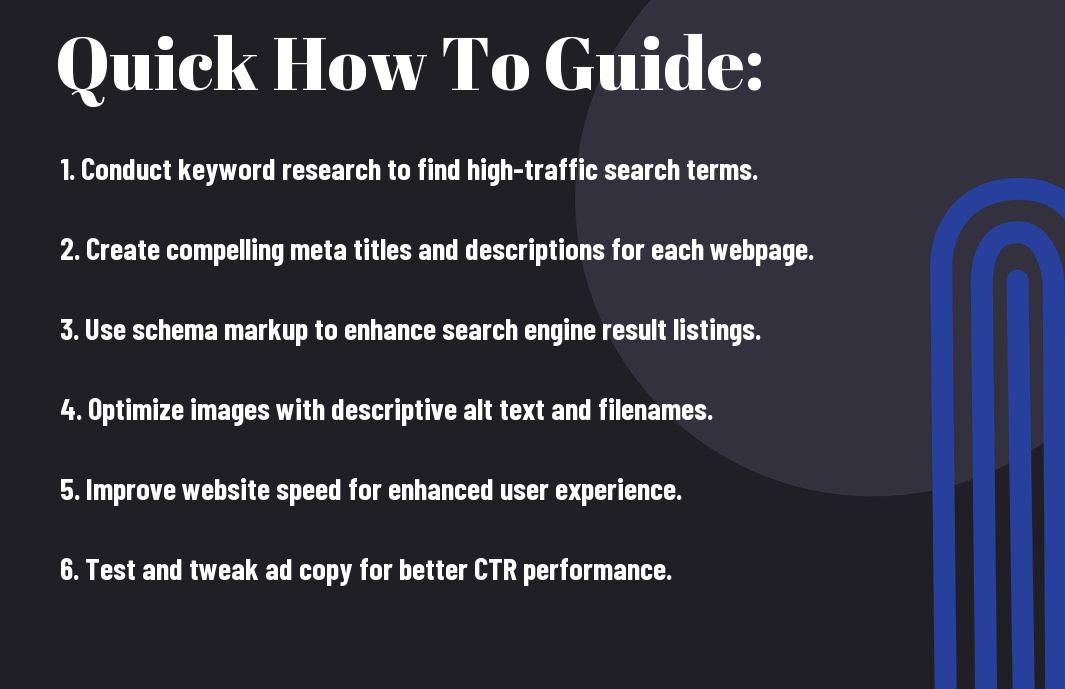 Quick How To Guide:
1. Conduct keyword research to find high-traffic search terms.
2. Create compelling meta titles and descriptions for each webpage.
3. Use schema markup to enhance search engine result listings.
4. Optimize images with descriptive alt text and filenames.
5. Improve website speed for enhanced user experience.
6. Test and tweak ad copy for better CTR performance.